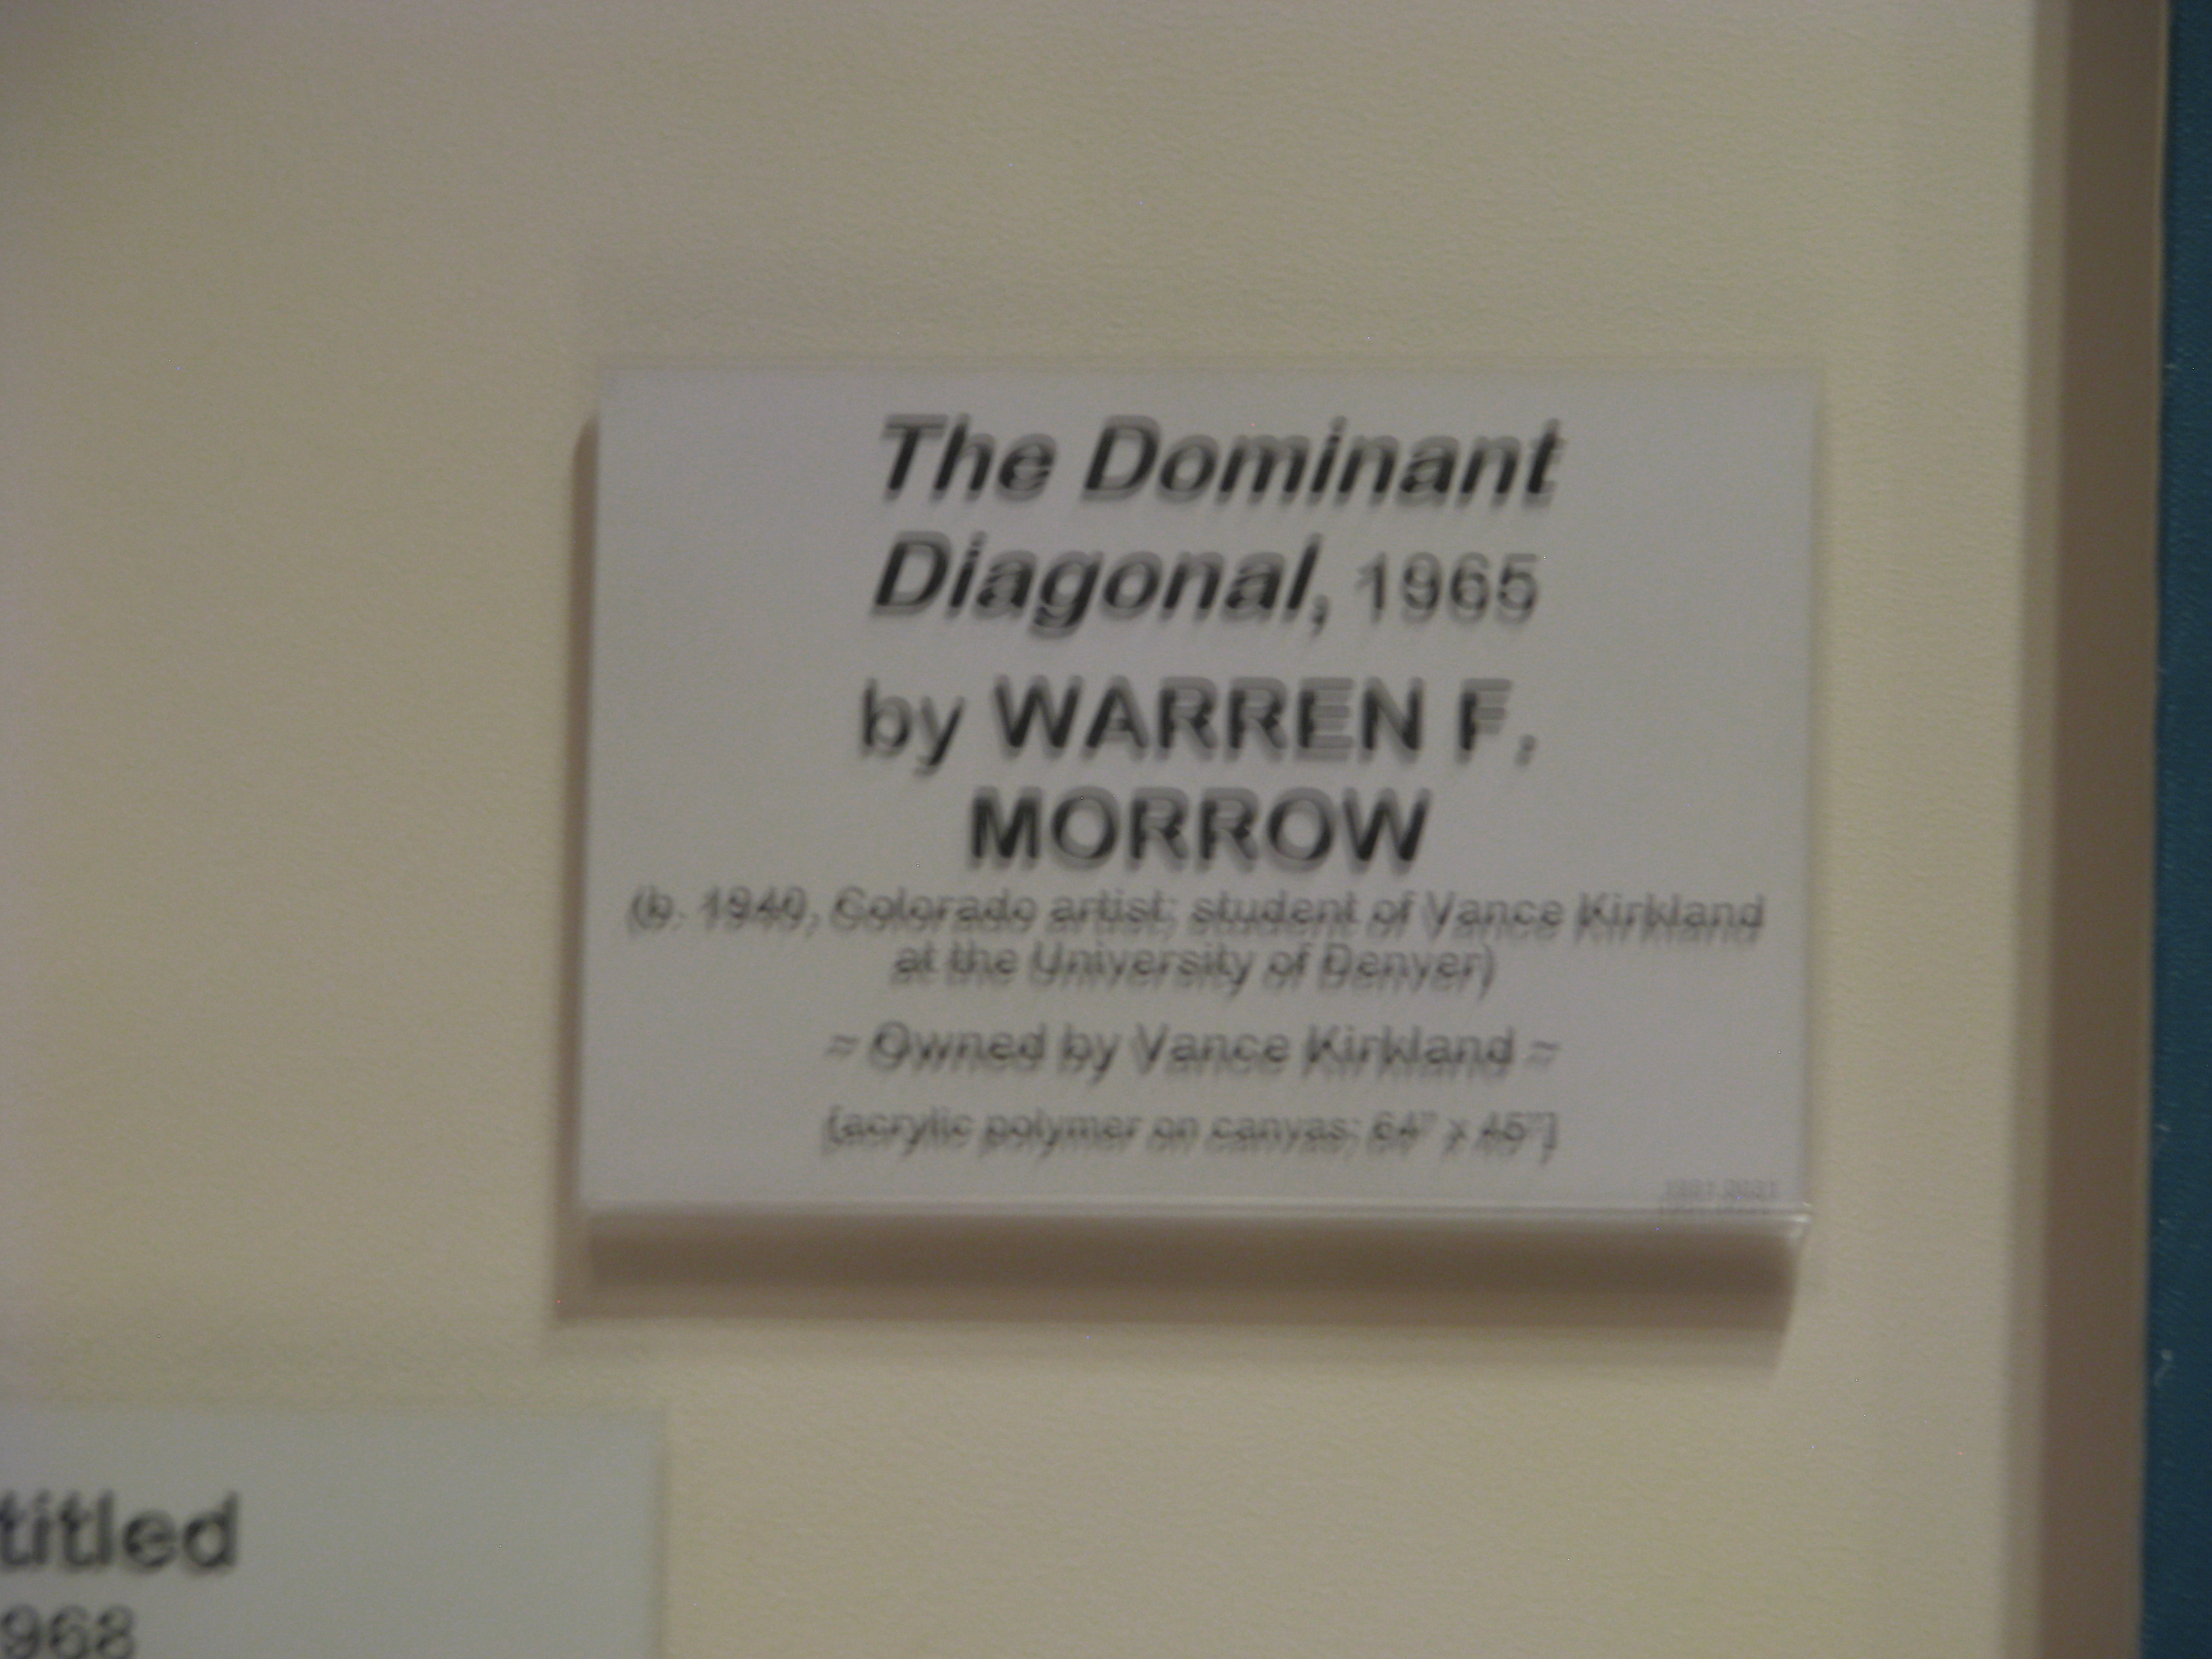 The Dominant
Diagonal, 1965
by WARREN F.
MORROW
(b. 1940, Colorado artist; student of Vance Kirkland
at the University of Denver)
~ Owned by Vance Kirkland ~
[acrylic polymer on canvas; 64" x 45"]
titled
968